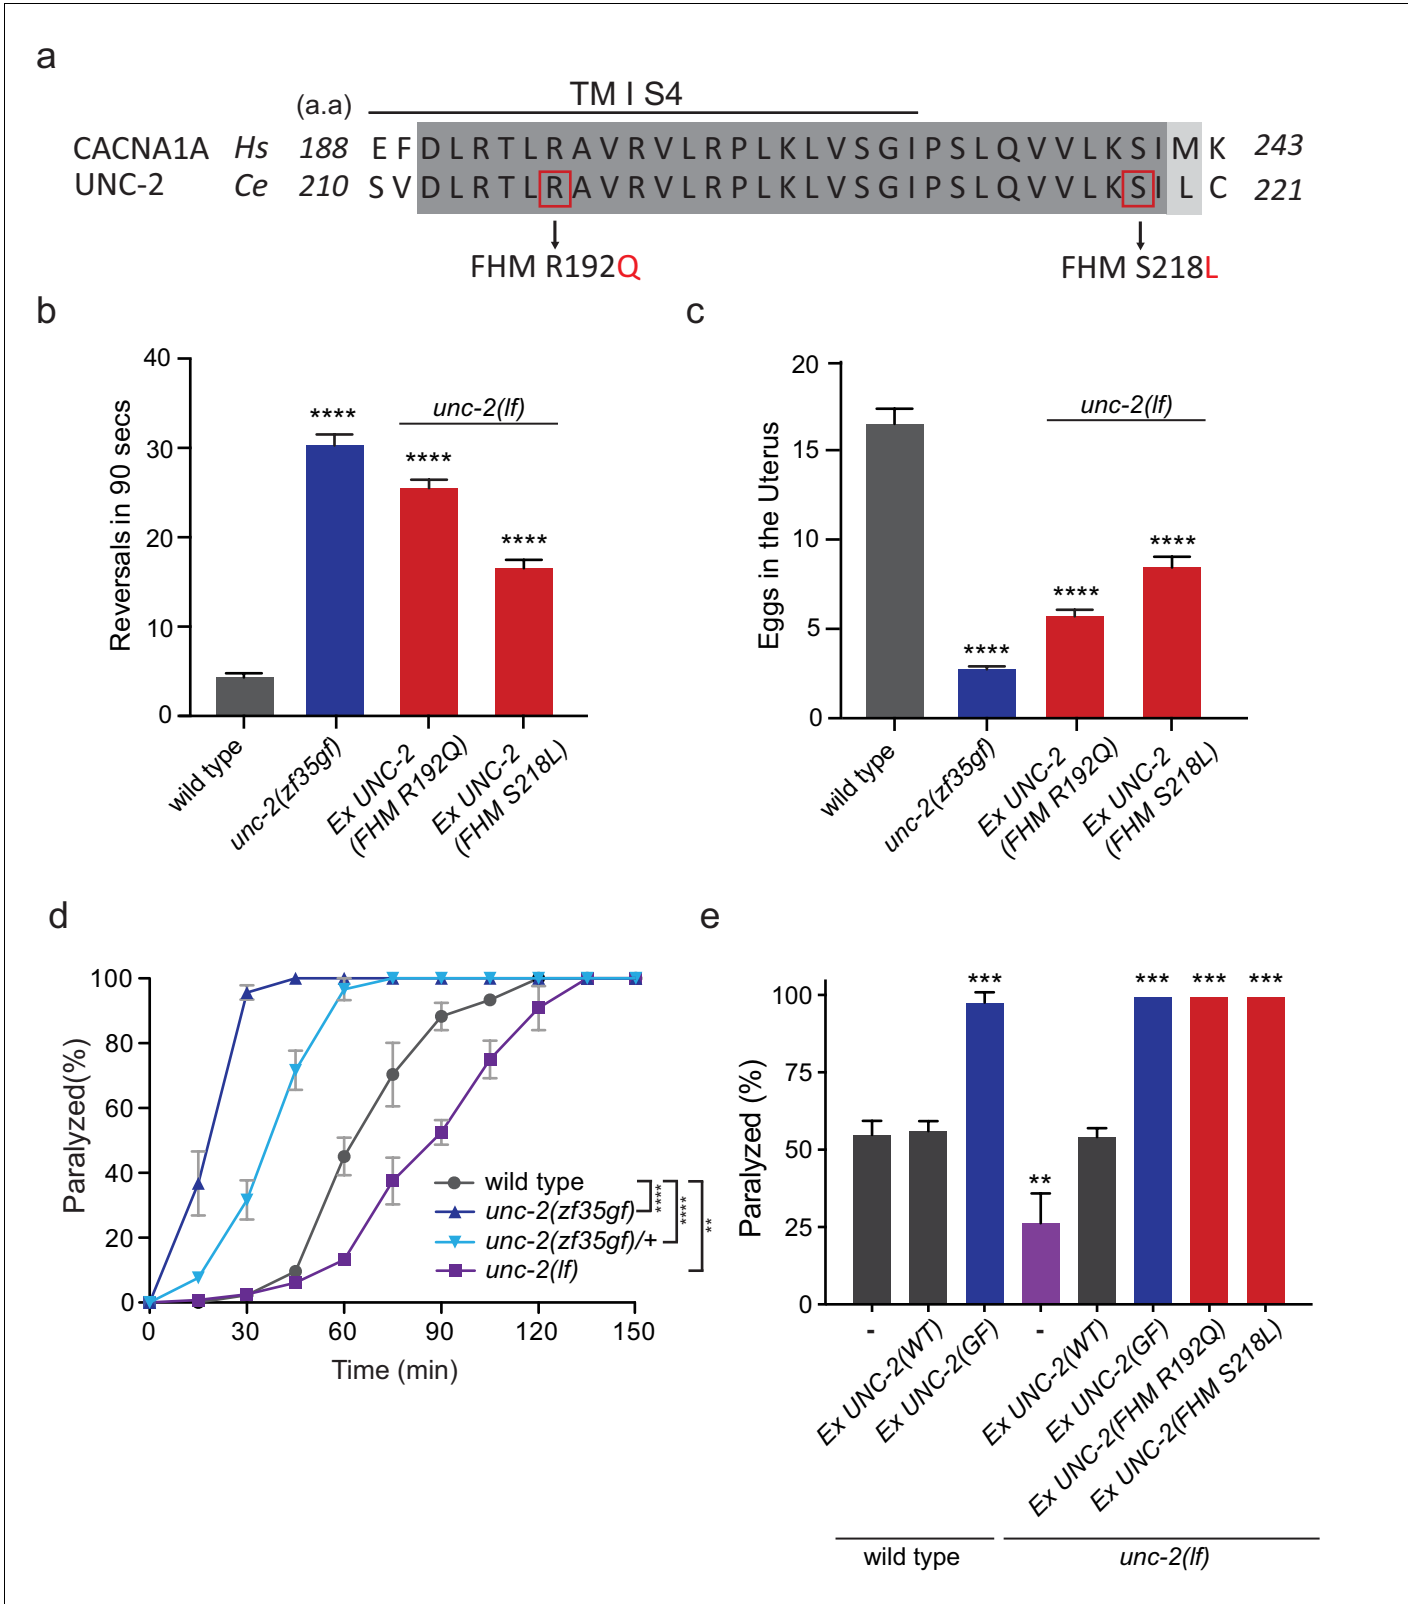 a
TM I S4
(a.a)
CACNA1A Hs 188 E F D L R T L R A V R V L R P L K L V S G I P S L Q V V L K S I M K 243
UNC-2 Ce 210 S V D L R T L R A V R V L R P L K L V S G I P S L Q V V L K S I L C 221
FHM R192Q
FHM S218L
b
Reversals in 90 secs
40
30
20
10
0
****
****
****
unc-2(lf)
wild type
unc-2(zf35gf)
Ex UNC-2
(FHM R192Q)
Ex UNC-2
(FHM S218L)
c
Eggs in the Uterus
20
15
10
5
0
****
****
****
unc-2(lf)
wild type
unc-2(zf35gf)
Ex UNC-2
(FHM R192Q)
Ex UNC-2
(FHM S218L)
d
Paralyzed(%)
100
80
60
40
20
0
0 30 60 90 120 150
Time (min)
wild type
unc-2(zf35gf)
unc-2(zf35gf)/+
unc-2(lf)
****
****
**
e
Paralyzed (%)
100
75
50
25
0
***
**
***
***
***
-
Ex UNC-2(WT)
Ex UNC-2(GF)
-
Ex UNC-2(WT)
Ex UNC-2(GF)
Ex UNC-2(FHM R192Q)
Ex UNC-2(FHM S218L)
wild type
unc-2(lf)